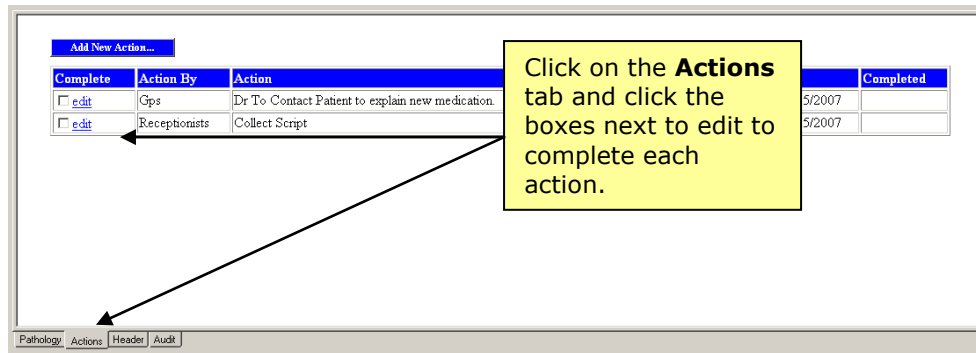 Add New Action...
Complete Action By Action Completed
edit Gps Dr To Contact Patient to explain new medication. 5/2007
edit Receptionists Collect Script 5/2007
Click on the Actions
tab and click the
boxes next to edit to
complete each
action.
Pathology Actions Header Audit